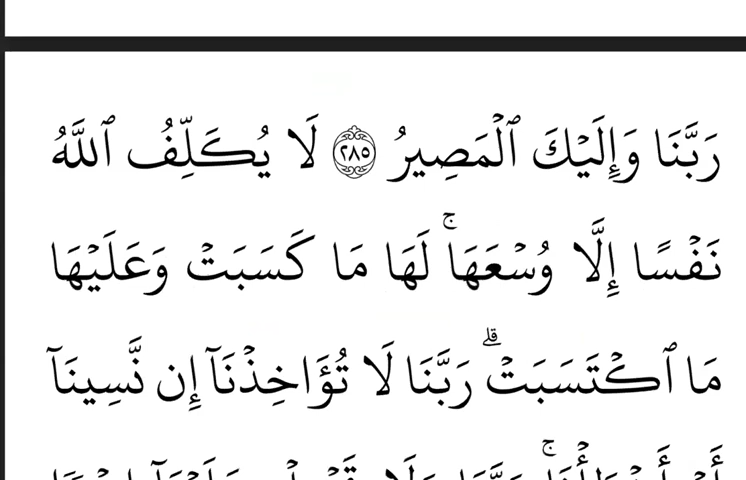 رَبَّنَا وَإِلَيْكَ ٱلْمَصِيرُ ٢٨٥ لَا يُكَلِّفُ ٱللَّهُ
نَفْسًا إِلَّا وُسْعَهَا ۚ لَهَا مَا كَسَبَتْ وَعَلَيْهَا
مَا ٱكْتَسَبَتْ ۗ رَبَّنَا لَا تُؤَاخِذْنَآ إِن نَّسِينَآ